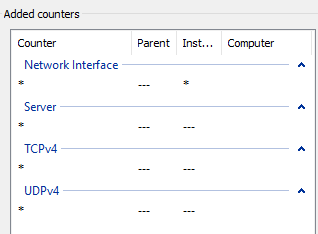 Added counters
Counter Parent Inst... Computer
Network Interface
* --- *
Server
* --- ---
TCPv4
* --- ---
UDPv4
* --- ---